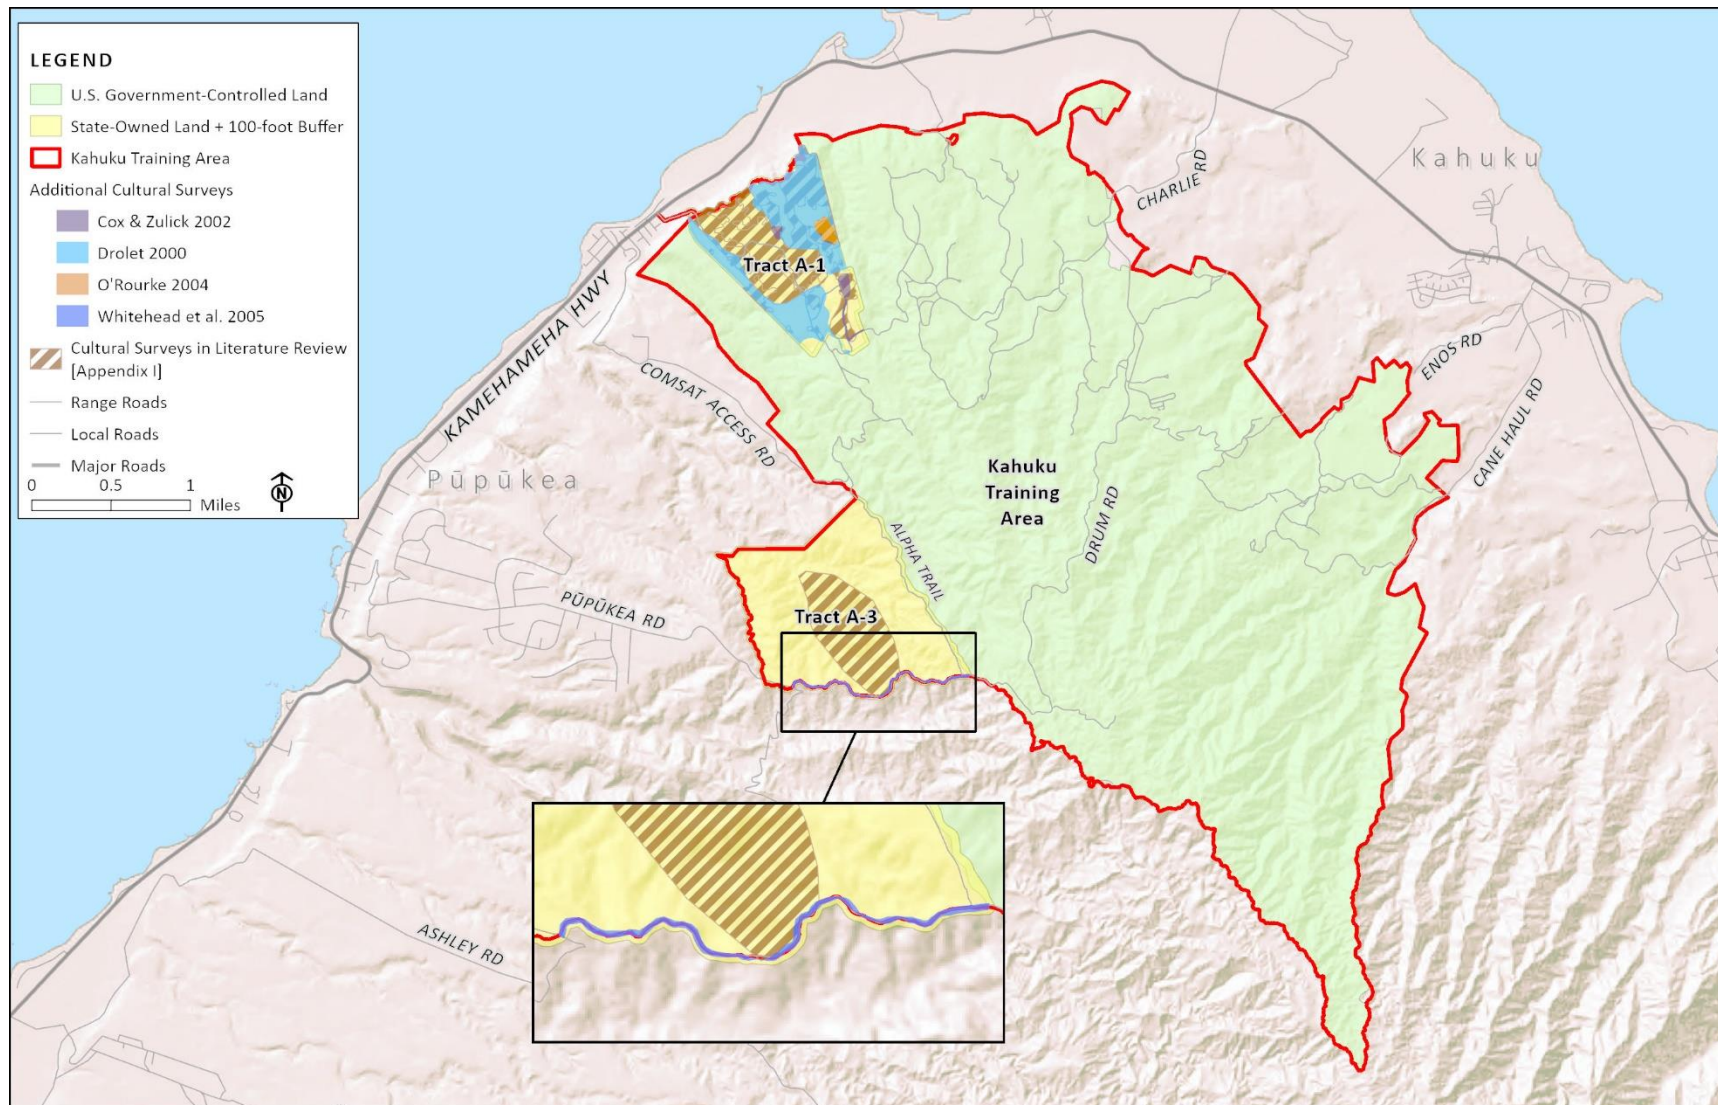 LEGEND
U.S. Government-Controlled Land
State-Owned Land + 100-foot Buffer
Kahuku Training Area
Additional Cultural Surveys
Cox & Zulick 2002
Drolet 2000
O'Rourke 2004
Whitehead et al. 2005
Cultural Surveys in Literature Review
[Appendix I]
Range Roads
Local Roads
Major Roads
0 0.5 1
Miles
N
Kahuku
CHARLIE RD
Tract A-1
KAMEHAMEHA HWY
ENOS RD
COMSAT ACCESS RD
CANE HAUL RD
Pūpūkea
Kahuku
Training
Area
DRUM RD
ALPHA TRAIL
PŪPŪKEA RD
Tract A-3
ASHLEY RD